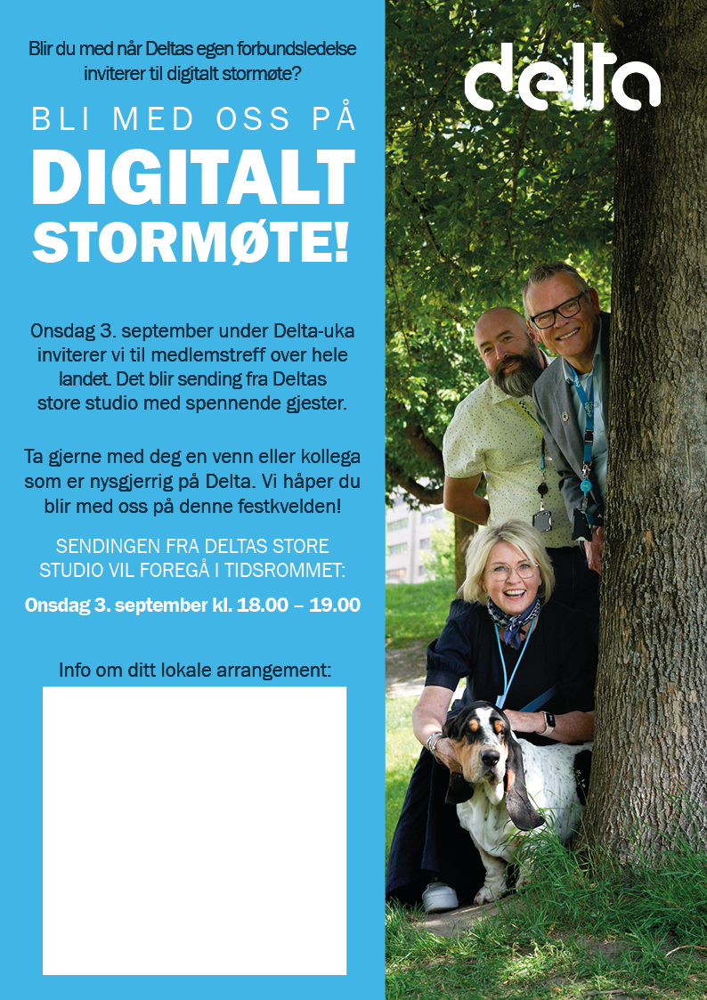 Blir du med når Deltas egen forbundsledelse
inviterer til digitalt stormøte?
BLI MED OSS PÅ
DIGITALT
STORMØTE!
Onsdag 3. september under Delta-uka
inviterer vi til medlemstreff over hele
landet. Det blir sending fra Deltas
store studio med spennende gjester.
Ta gjerne med deg en venn eller kollega
som er nysgjerrig på Delta. Vi håper du
blir med oss på denne festkvelden!
SENDINGEN FRA DELTAS STORE
STUDIO VIL FOREGÅ I TIDSROMMET:
Onsdag 3. september kl. 18.00 – 19.00
Info om ditt lokale arrangement:
delta